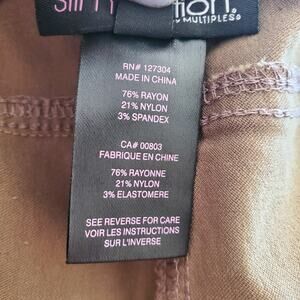 MULTIPLES®
RN# 127304
MADE IN CHINA
76% RAYON
21% NYLON
3% SPANDEX
CA# 00803
FABRIQUE EN CHINE
76% RAYONNE
21% NYLON
3% ELASTOMERE
SEE REVERSE FOR CARE
VOIR LES INSTRUCTIONS
SUR L'INVERSE